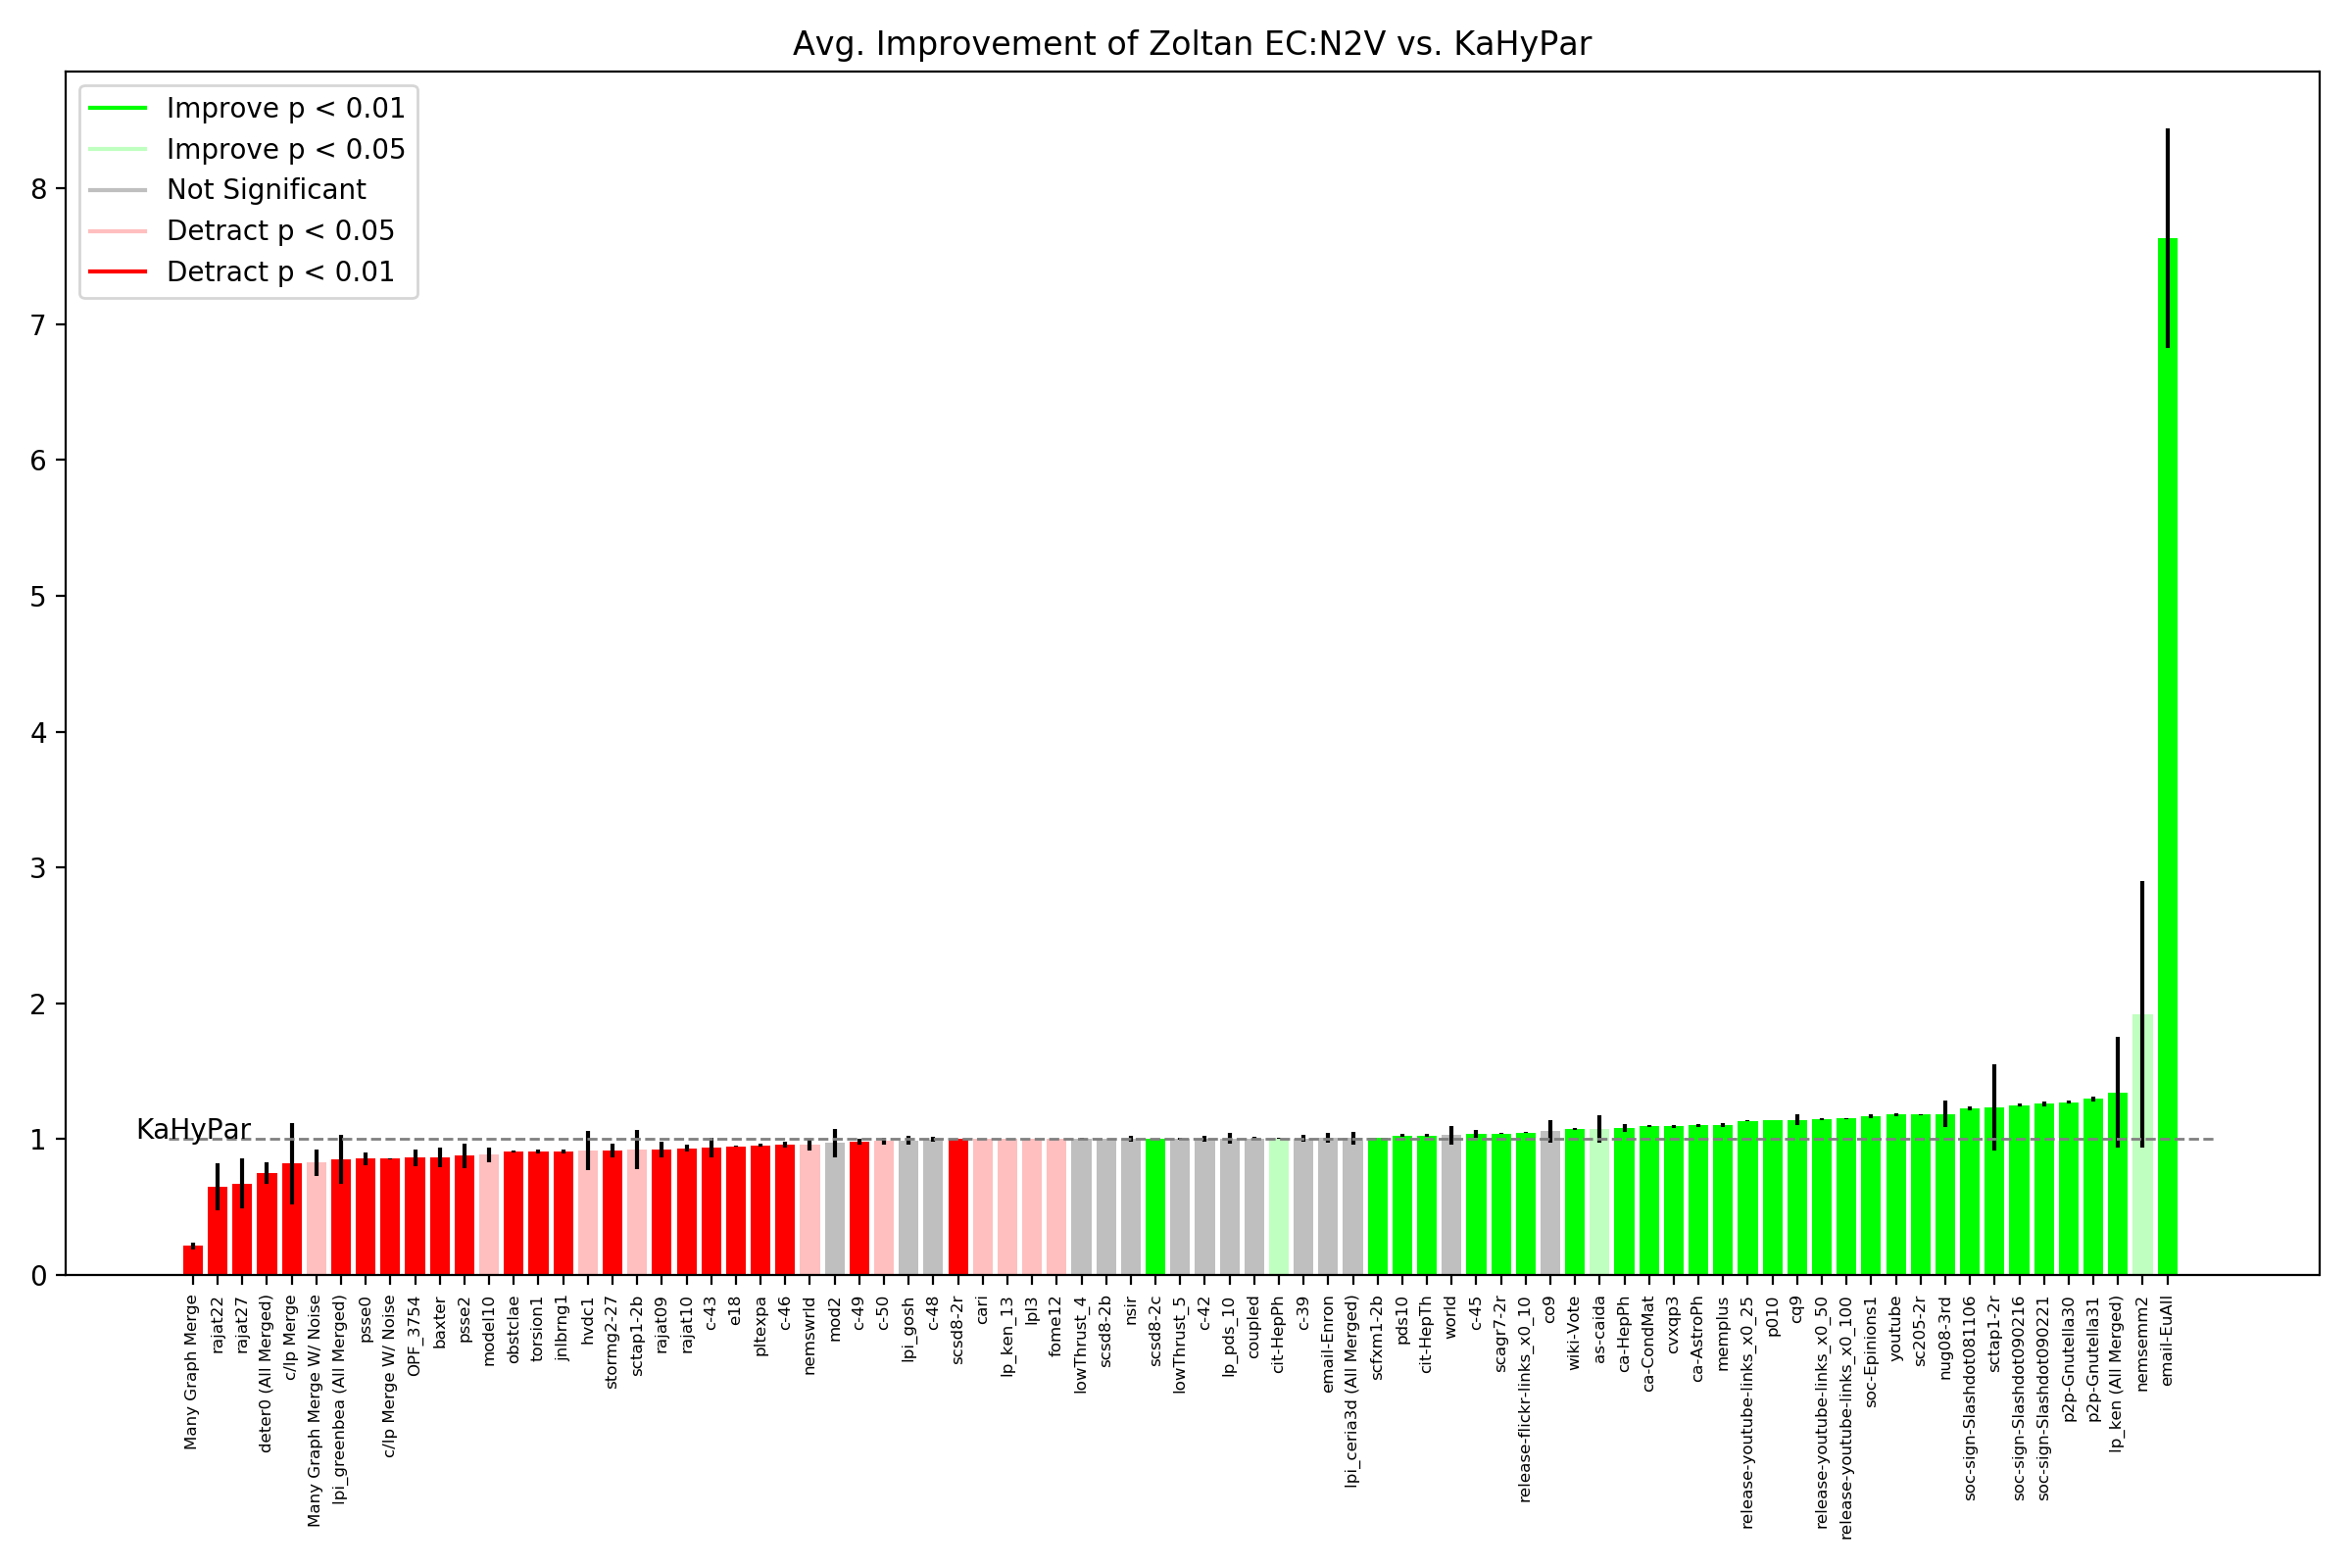 Avg. Improvement of Zoltan EC:N2V vs. KaHyPar
Improve p < 0.01
Improve p < 0.05
Not Significant
Detract p < 0.05
Detract p < 0.01
8
7
6
5
4
3
2
1
0
KaHyPar
Many Graph Merge
rajat22
rajat27
deter0 (All Merged)
c/lp Merge
Many Graph Merge W/ Noise
lpi_greenbea (All Merged)
psse0
c/lp Merge W/ Noise
OPF_3754
baxter
psse2
model10
obstclae
torsion1
jnlbrng1
hvdc1
stormg2-27
sctap1-2b
rajat09
rajat10
c-43
e18
pltexpa
c-46
nemswrld
mod2
c-49
c-50
lpi_gosh
c-48
scsd8-2r
cari
lp_ken_13
lpl3
fome12
lowThrust_4
scsd8-2b
nsir
scsd8-2c
lowThrust_5
c-42
lp_pds_10
coupled
cit-HepPh
c-39
email-Enron
lpi_ceria3d (All Merged)
scfxm1-2b
pds10
cit-HepTh
world
c-45
scagr7-2r
release-flickr-links_x0_10
co9
wiki-Vote
as-caida
ca-HepPh
ca-CondMat
cvxqp3
ca-AstroPh
memplus
release-youtube-links_x0_25
p010
cq9
release-youtube-links_x0_50
release-youtube-links_x0_100
soc-Epinions1
youtube
sc205-2r
nug08-3rd
soc-sign-Slashdot081106
sctap1-2r
soc-sign-Slashdot090216
soc-sign-Slashdot090221
p2p-Gnutella30
p2p-Gnutella31
lp_ken (All Merged)
nemsemm2
email-EuAll